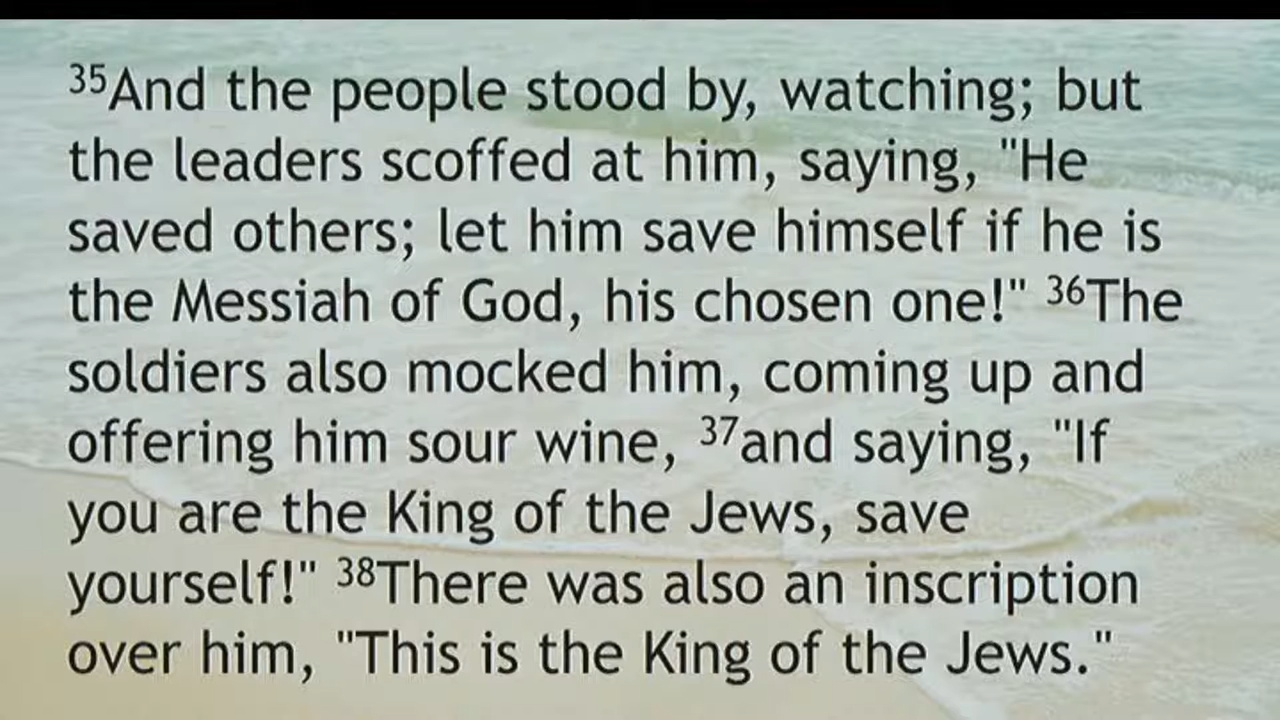 ³⁵And the people stood by, watching; but
the leaders scoffed at him, saying, "He
saved others; let him save himself if he is
the Messiah of God, his chosen one!" ³⁶The
soldiers also mocked him, coming up and
offering him sour wine, ³⁷and saying, "If
you are the King of the Jews, save
yourself!" ³⁸There was also an inscription
over him, "This is the King of the Jews."